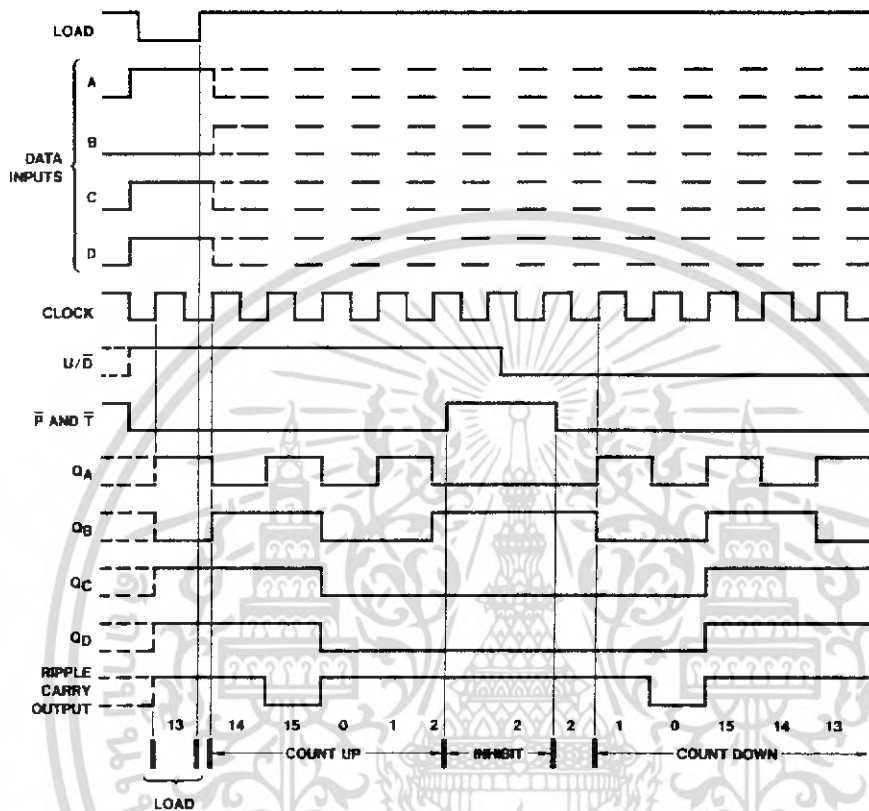 LOAD
A
B
DATA INPUTS
C
D
CLOCK
U/D̅
P̅ AND T̅
QA
QB
QC
QD
RIPPLE CARRY OUTPUT
13 14 15 0 1 2 2 2 1 0 15 14 13
COUNT UP INHIBIT COUNT DOWN
LOAD